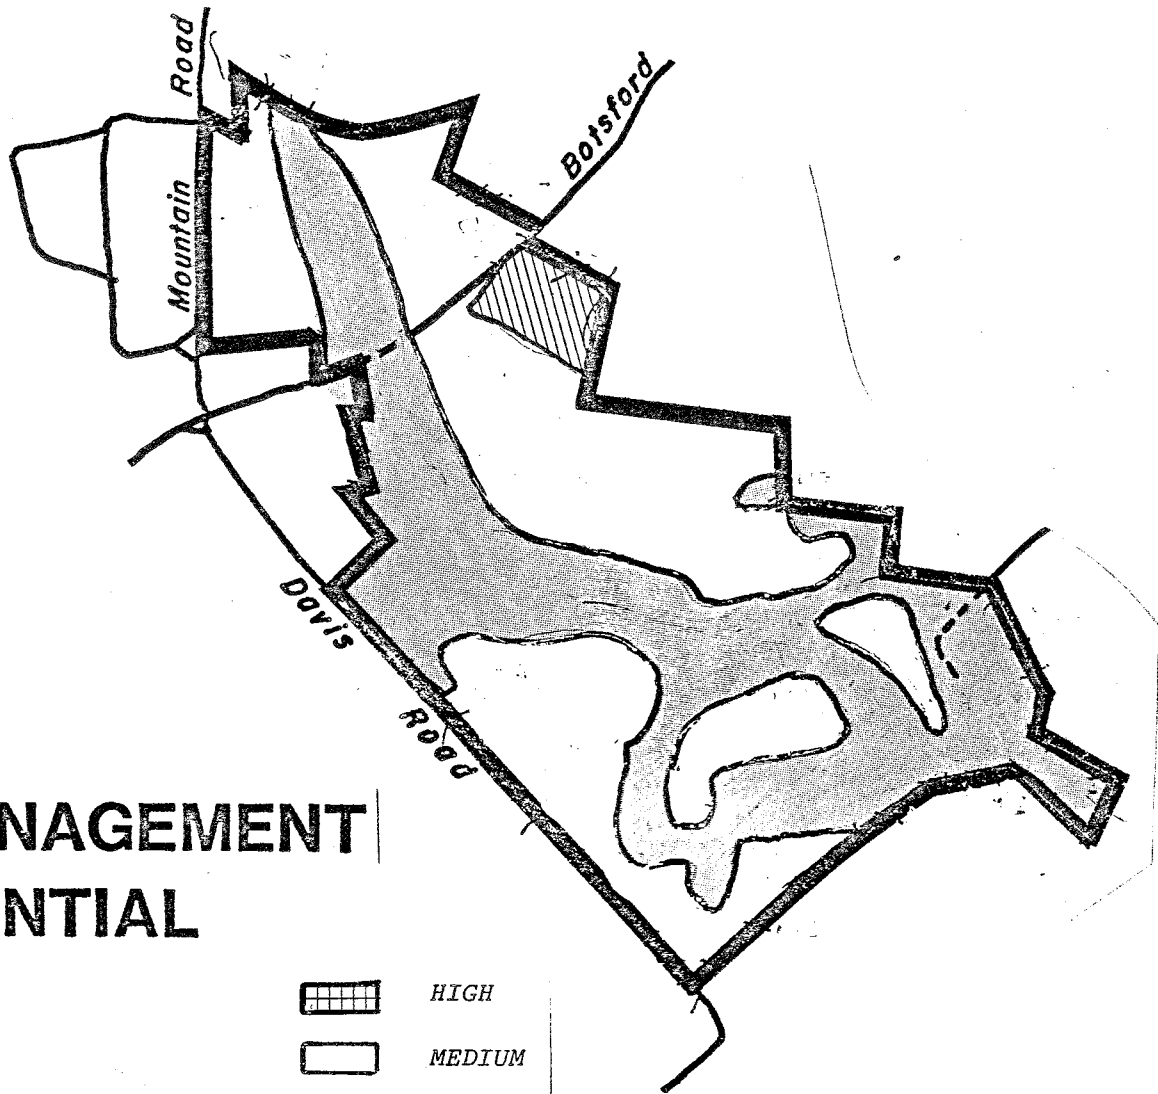 Road
Botsford
Mountain
Davis
Road
NAGEMENT
NTIAL
HIGH
MEDIUM